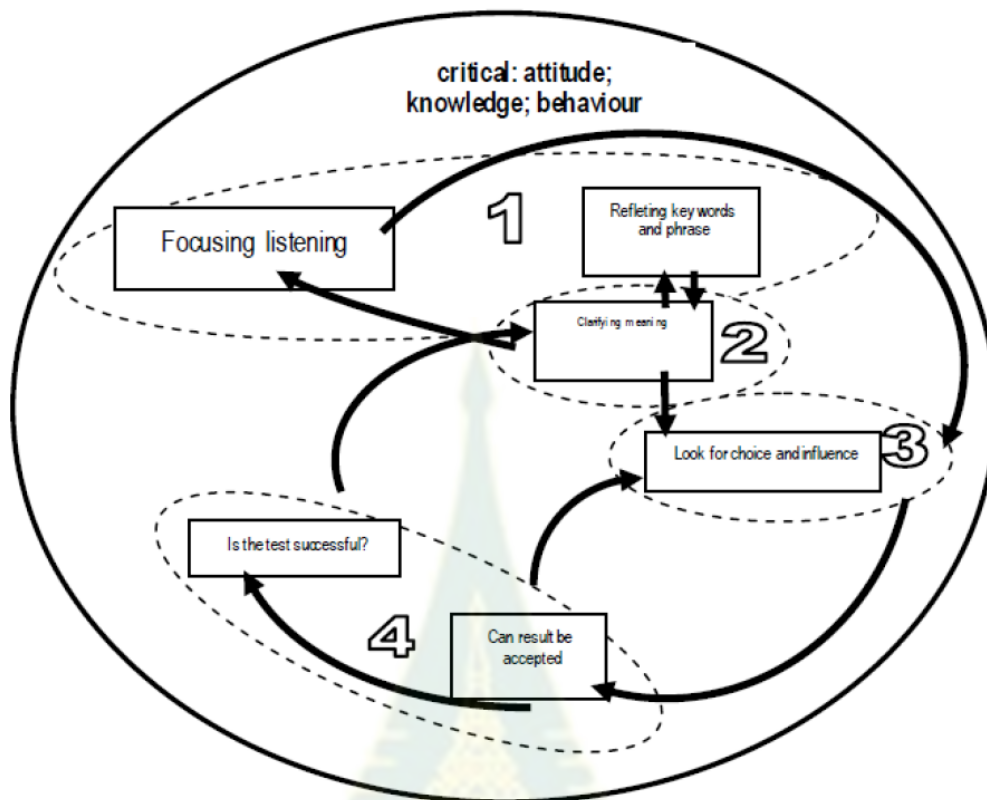 critical: attitude;
knowledge; behaviour
1
Refleting key words
and phrase
Focusing listening
Clarifying meaning
2
3
Look for choice and influence
Is the test successful?
4
Can result be
accepted